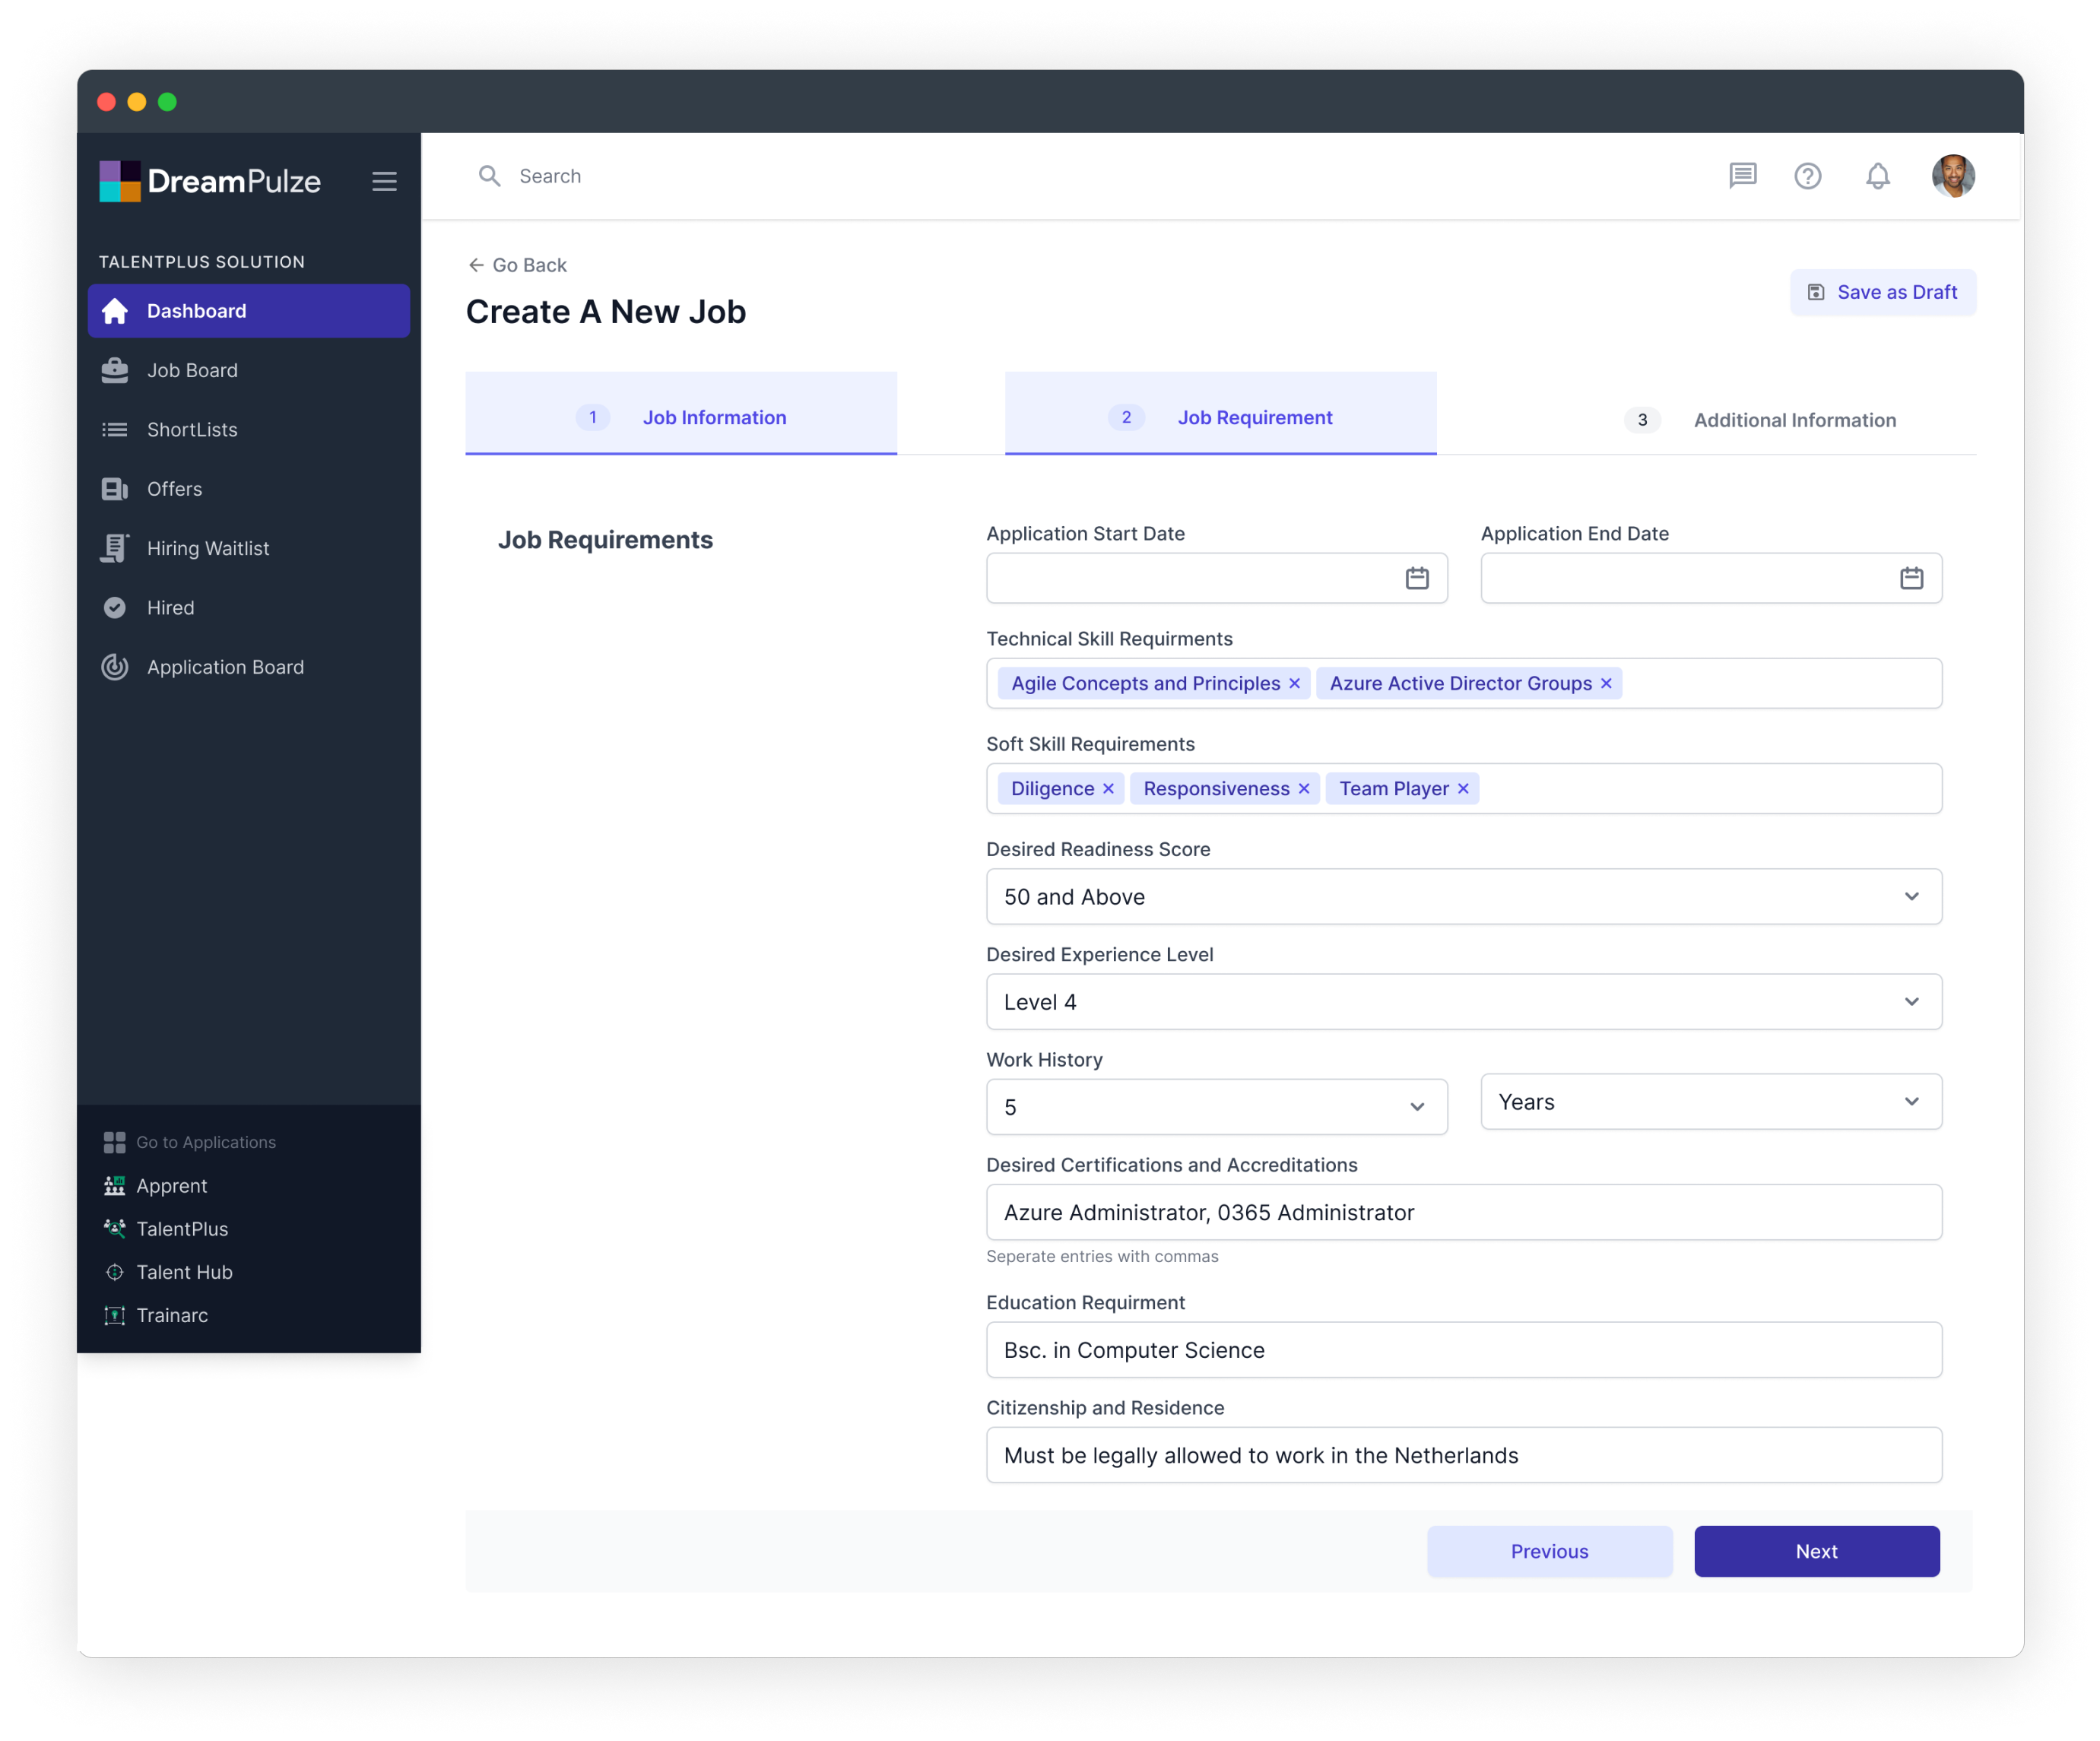 DreamPulze
Search
TALENTPLUS SOLUTION
Dashboard
Job Board
ShortLists
Offers
Hiring Waitlist
Hired
Application Board
Go to Applications
Apprent
TalentPlus
Talent Hub
Trainarc
Go Back
Create A New Job
Save as Draft
1 Job Information
2 Job Requirement
3 Additional Information
Job Requirements
Application Start Date
Application End Date
Technical Skill Requirments
Agile Concepts and Principles × Azure Active Director Groups ×
Soft Skill Requirements
Diligence × Responsiveness × Team Player ×
Desired Readiness Score
50 and Above
Desired Experience Level
Level 4
Work History
5
Years
Desired Certifications and Accreditations
Azure Administrator, 0365 Administrator
Seperate entries with commas
Education Requirment
Bsc. in Computer Science
Citizenship and Residence
Must be legally allowed to work in the Netherlands
Previous
Next